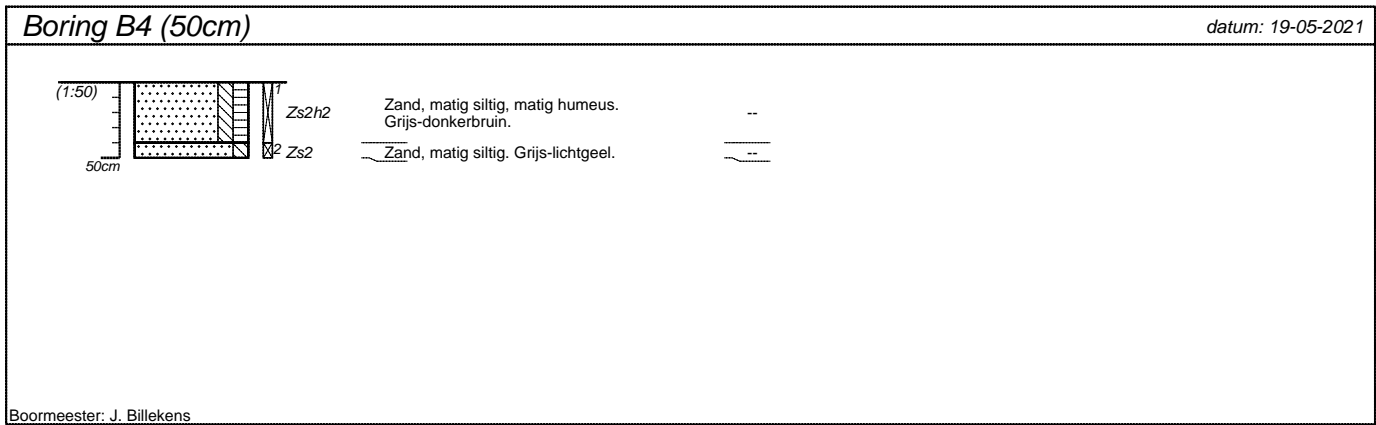 Boring B4 (50cm)
datum: 19-05-2021
(1:50)
1
Zs2h2
Zand, matig siltig, matig humeus.
Grijs-donkerbruin.
--
2
Zs2
Zand, matig siltig. Grijs-lichtgeel.
--
50cm
Boormeester: J. Billekens